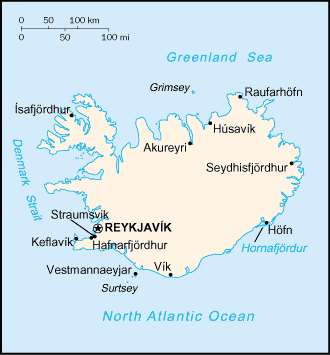 0 50 100 km
0 50 100 mi
Greenland Sea
Grimsey
Raufarhöfn
Ísafjördhur
Húsavík
Akureyri
Denmark Strait
Seydhisfjördhur
Straumsvik
REYKJAVÍK
Höfn
Keflavík
Hafnarfjördhur
Hornafjördur
Vestmannaeyjar
Vík
Surtsey
North Atlantic Ocean